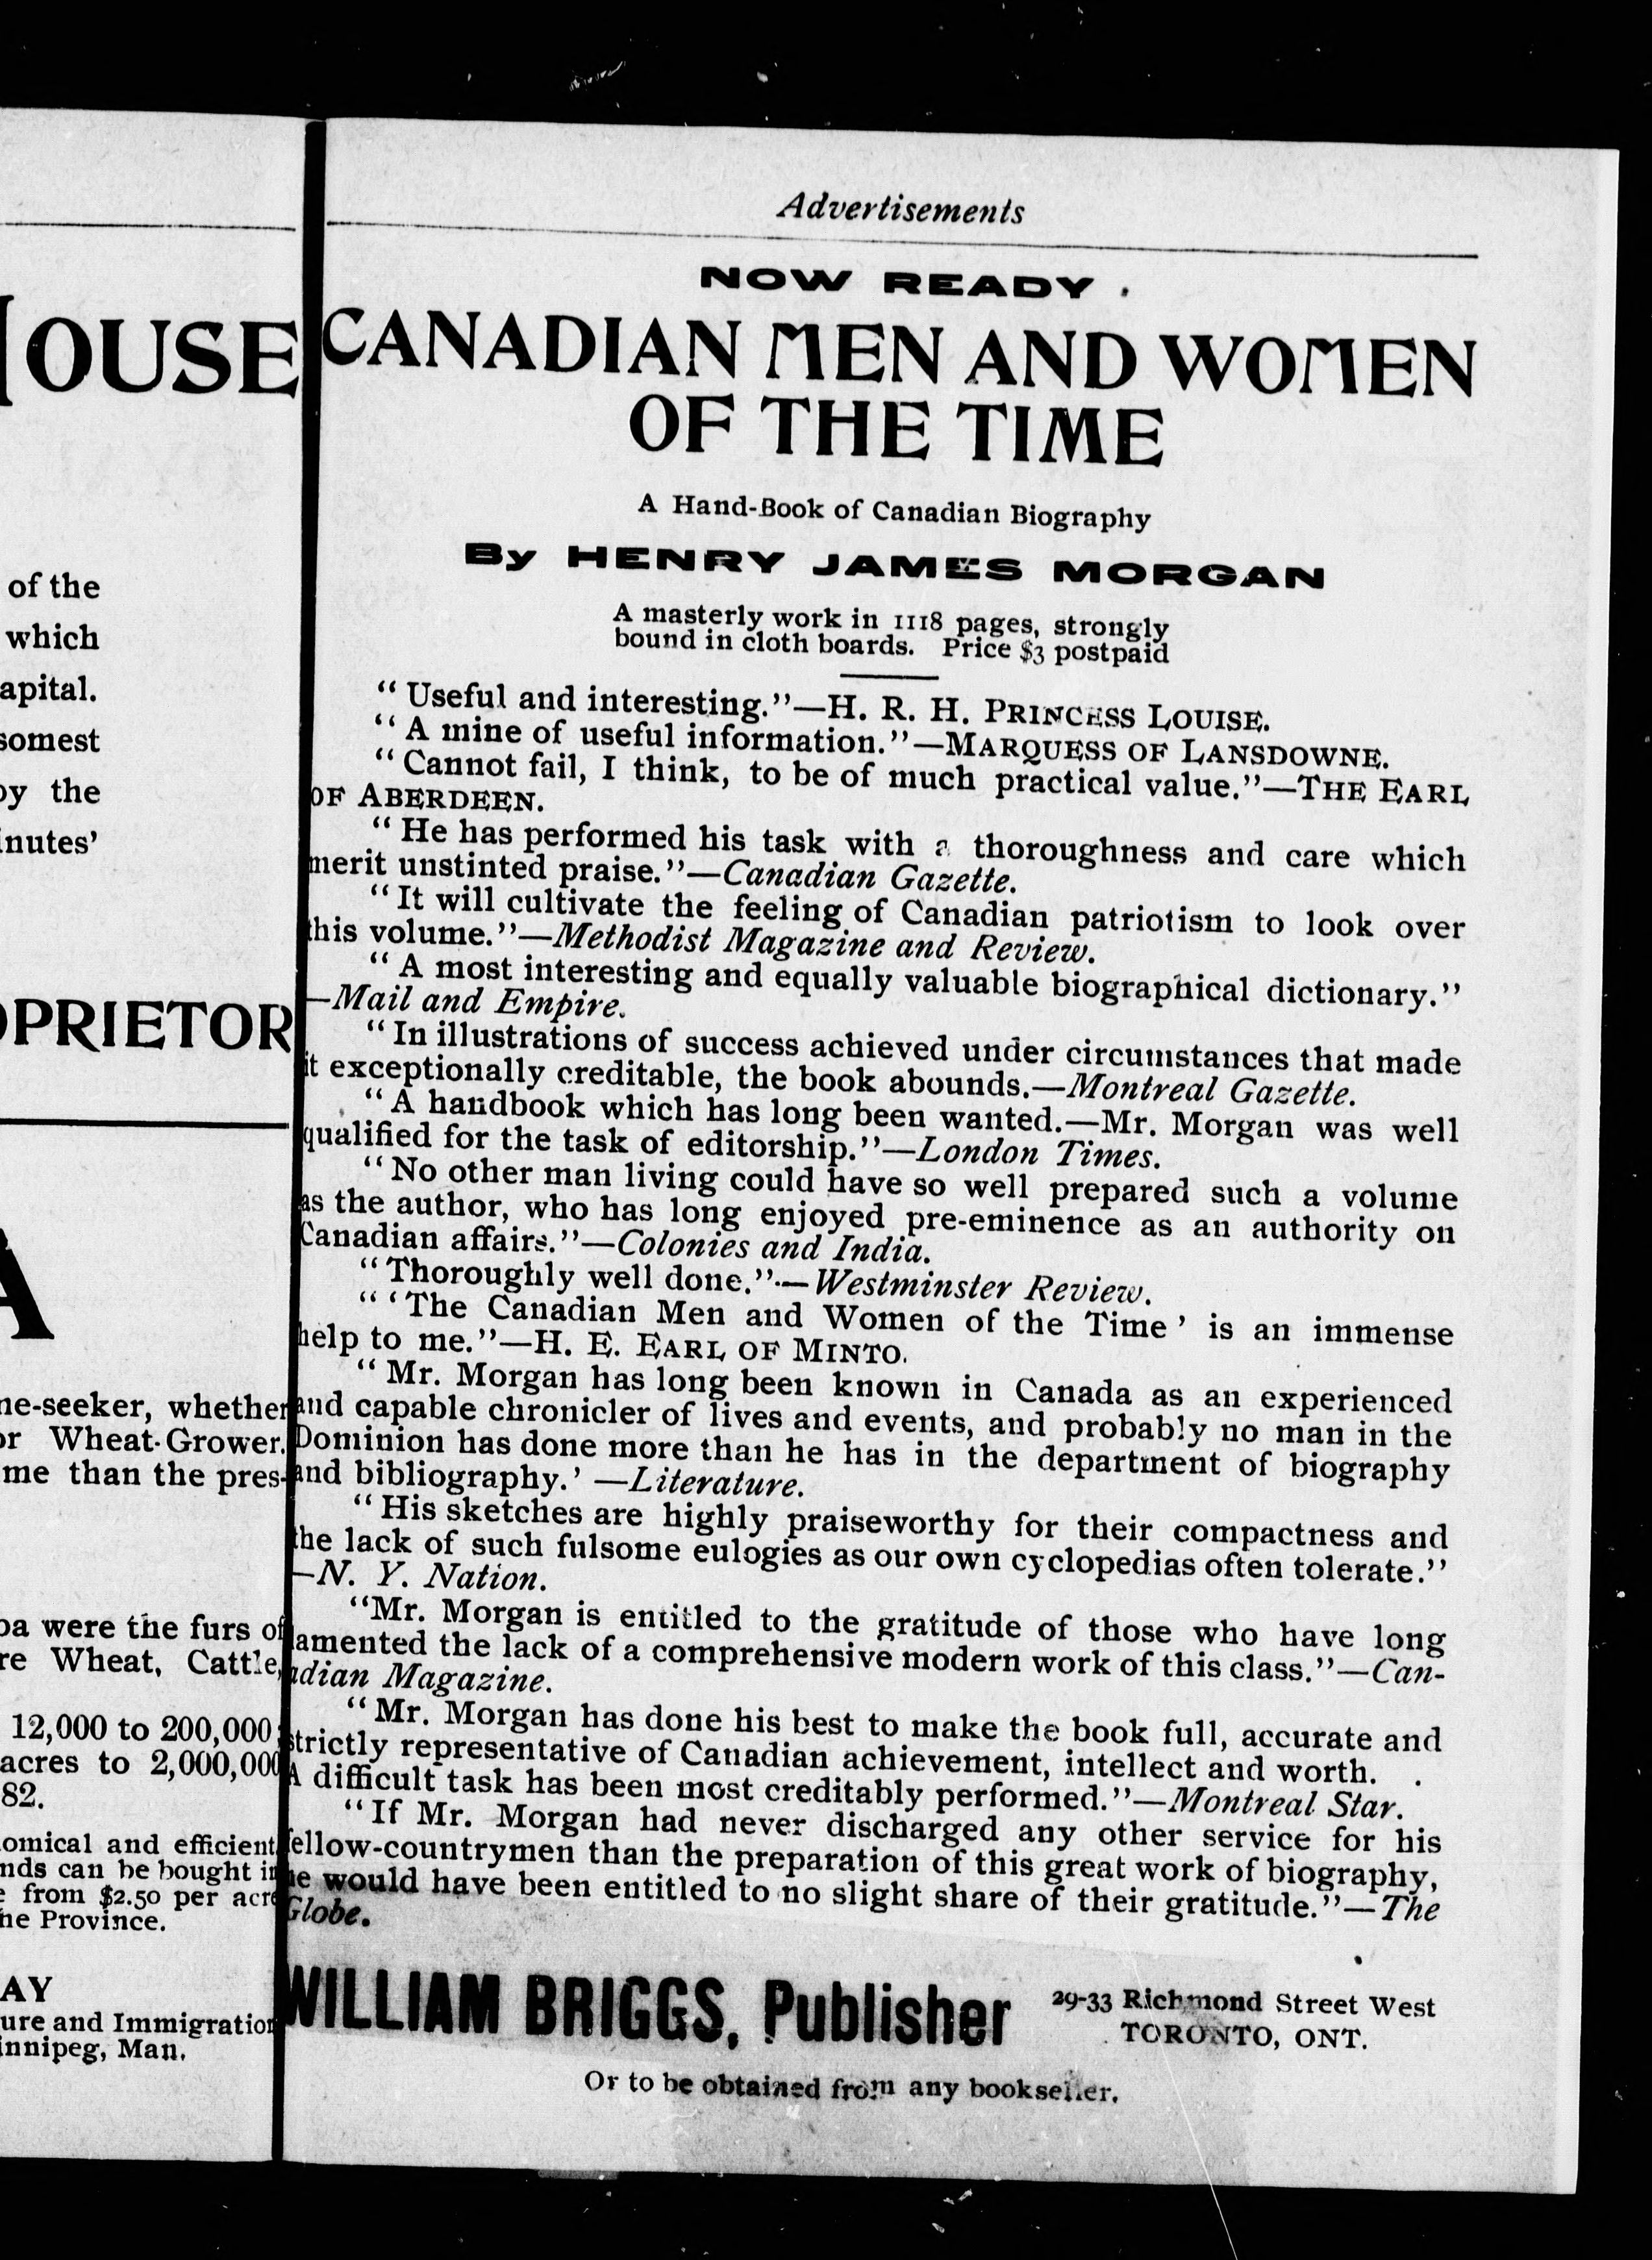 OUSE
of the
which
apital.
somest
by the
inutes'
OPRIETOR
A
ne-seeker, whether
or Wheat-Grower.
me than the pres-
ba were the furs of
re Wheat, Cattle,
12,000 to 200,000;
acres to 2,000,000
82.
omical and efficient
nds can be bought in
e from $2.50 per acre
he Province.
AY
ure and Immigration
innipeg, Man.
Advertisements
NOW READY
CANADIAN MEN AND WOMEN
OF THE TIME
A Hand-Book of Canadian Biography
By HENRY JAMES MORGAN
A masterly work in 1118 pages, strongly
bound in cloth boards. Price $3 postpaid
"Useful and interesting."—H. R. H. PRINCESS LOUISE.
"A mine of useful information."—MARQUESS OF LANSDOWNE.
"Cannot fail, I think, to be of much practical value."—THE EARL
OF ABERDEEN.
"He has performed his task with a thoroughness and care which
merit unstinted praise."—Canadian Gazette.
"It will cultivate the feeling of Canadian patriotism to look over
this volume."—Methodist Magazine and Review.
"A most interesting and equally valuable biographical dictionary."
—Mail and Empire.
"In illustrations of success achieved under circumstances that made
it exceptionally creditable, the book abounds.—Montreal Gazette.
"A handbook which has long been wanted.—Mr. Morgan was well
qualified for the task of editorship."—London Times.
"No other man living could have so well prepared such a volume
as the author, who has long enjoyed pre-eminence as an authority on
Canadian affairs."—Colonies and India.
"Thoroughly well done."—Westminster Review.
"'The Canadian Men and Women of the Time' is an immense
help to me."—H. E. EARL OF MINTO.
"Mr. Morgan has long been known in Canada as an experienced
and capable chronicler of lives and events, and probably no man in the
Dominion has done more than he has in the department of biography
and bibliography.'—Literature.
"His sketches are highly praiseworthy for their compactness and
the lack of such fulsome eulogies as our own cyclopedias often tolerate."
—N. Y. Nation.
"Mr. Morgan is entitled to the gratitude of those who have long
lamented the lack of a comprehensive modern work of this class."—Can-
adian Magazine.
"Mr. Morgan has done his best to make the book full, accurate and
strictly representative of Canadian achievement, intellect and worth. .
A difficult task has been most creditably performed."—Montreal Star.
"If Mr. Morgan had never discharged any other service for his
fellow-countrymen than the preparation of this great work of biography,
he would have been entitled to no slight share of their gratitude."—The
Globe.
WILLIAM BRIGGS, Publisher
29-33 Richmond Street West
TORONTO, ONT.
Or to be obtained from any bookseller.